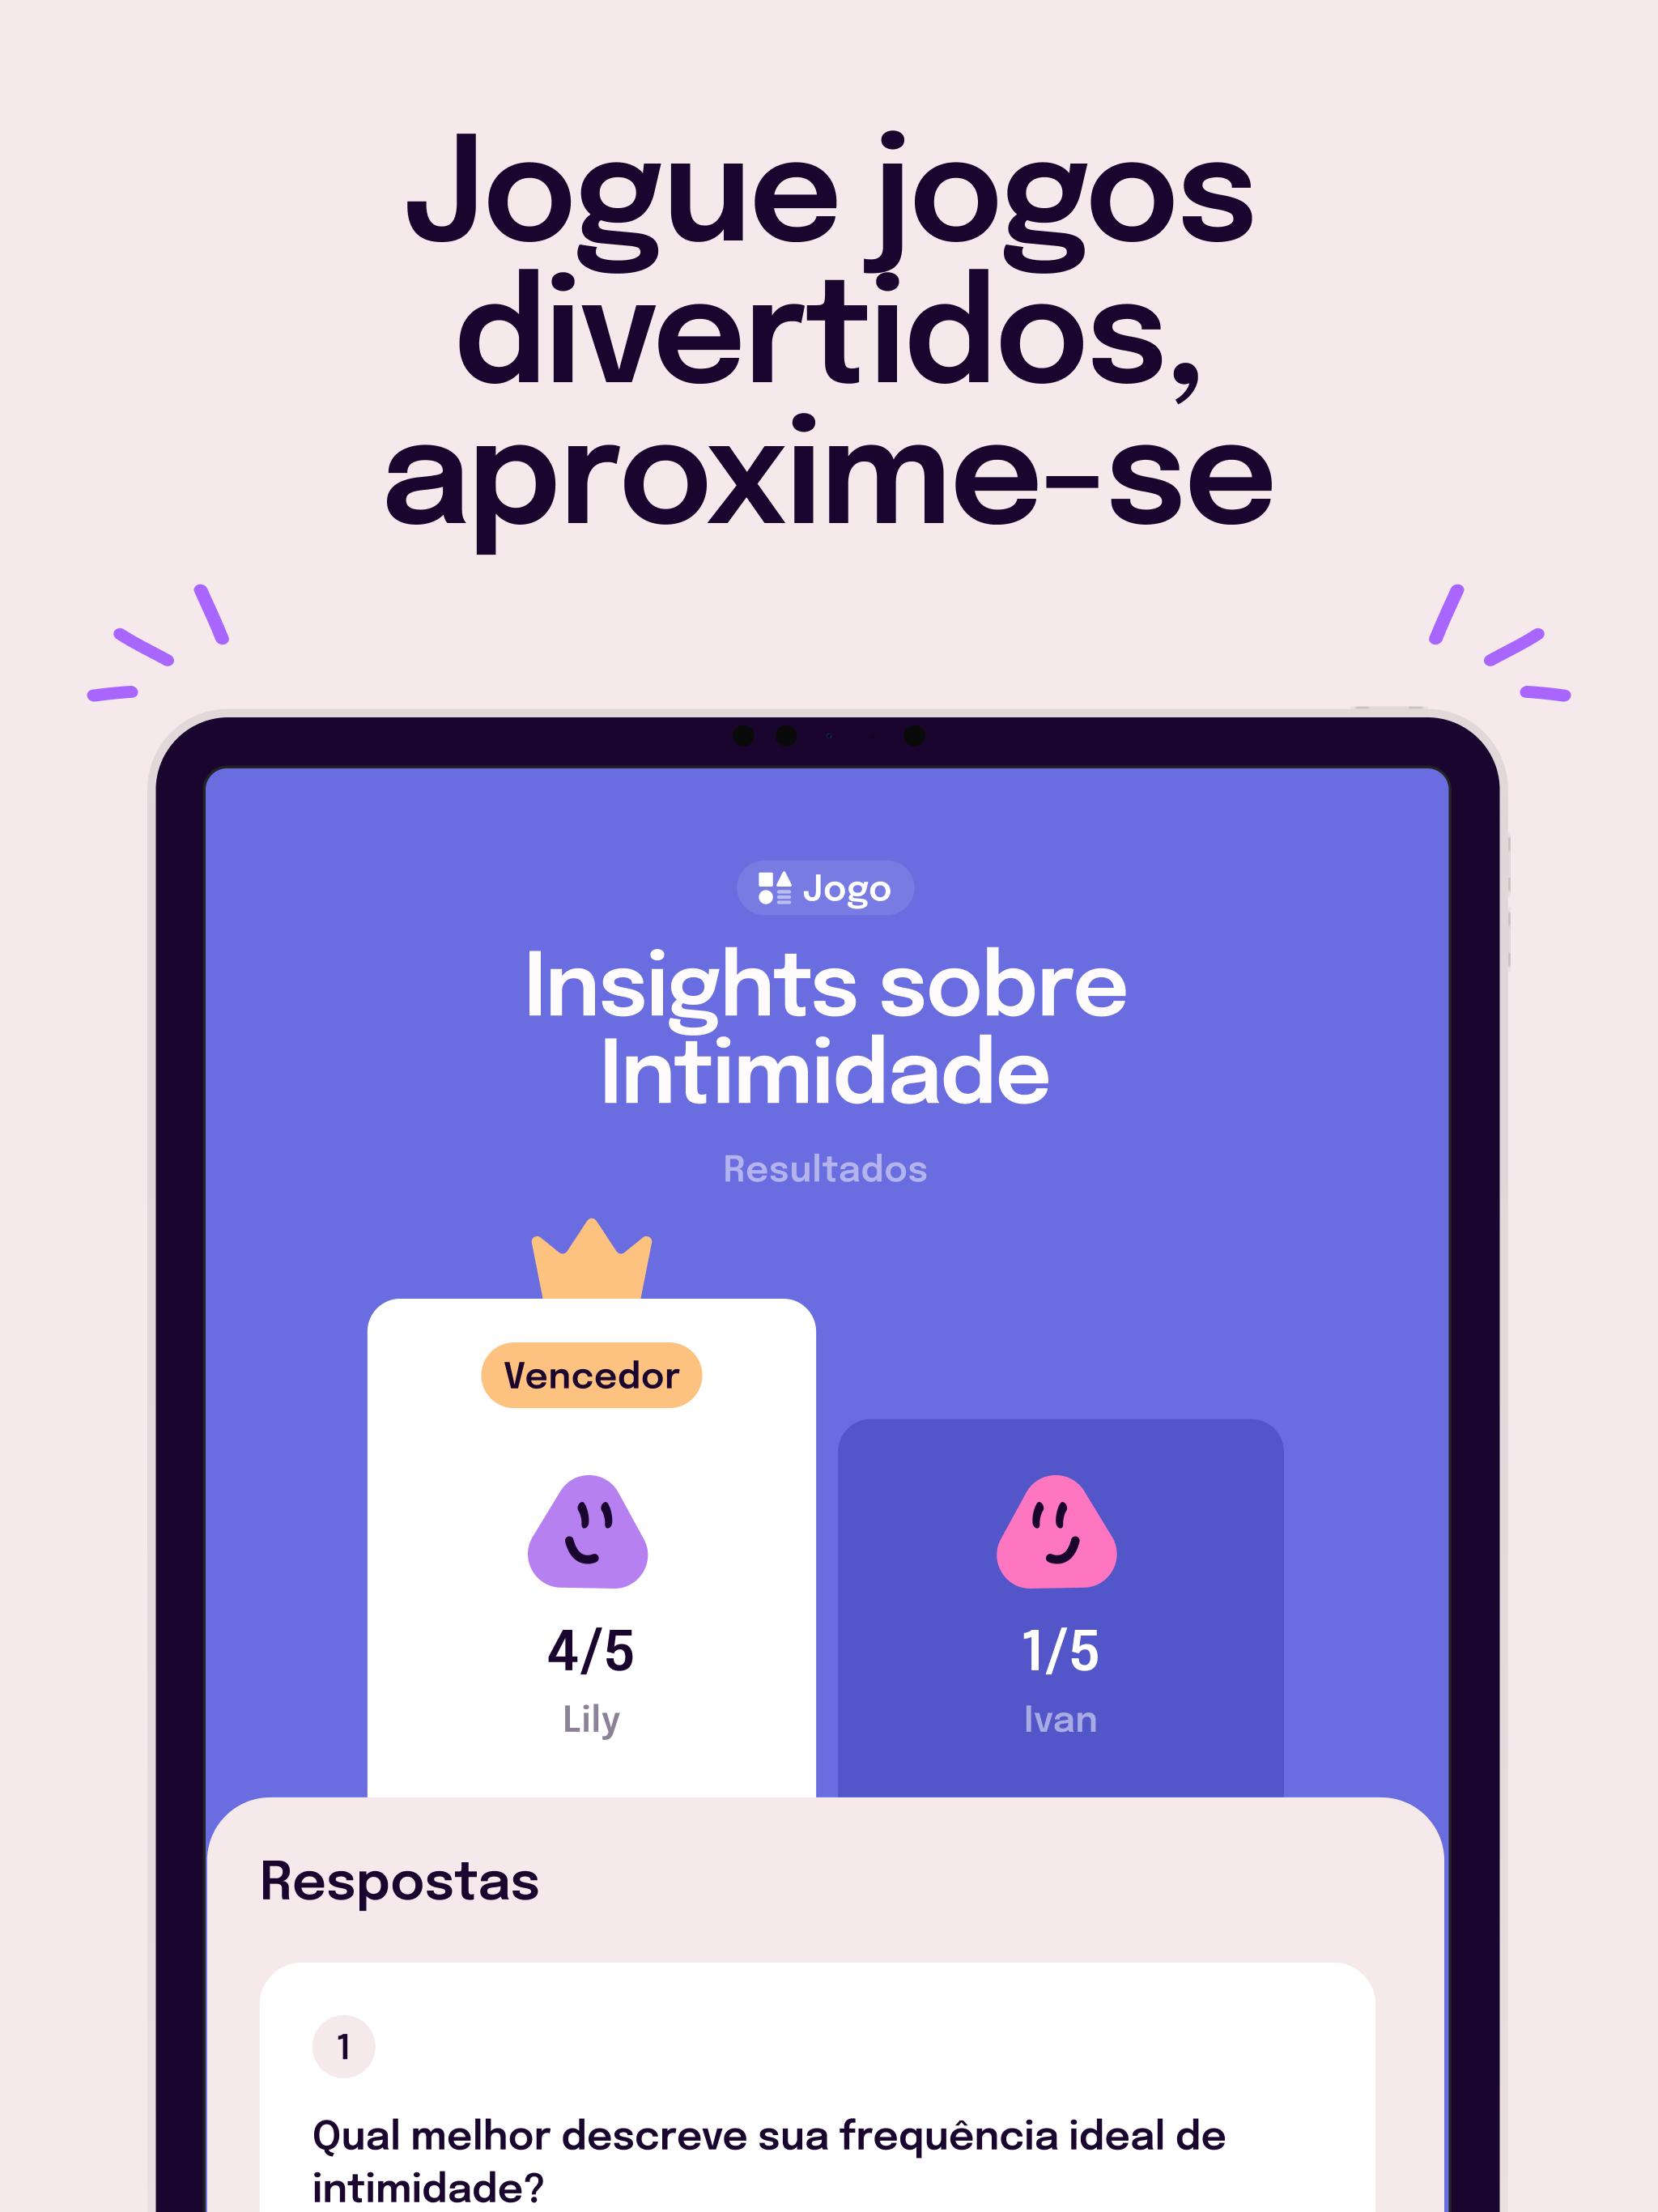 Jogue jogos
divertidos,
aproxime-se
Jogo
Insights sobre
Intimidade
Resultados
Vencedor
4/5
Lily
1/5
Ivan
Respostas
1
Qual melhor descreve sua frequência ideal de
intimidade?